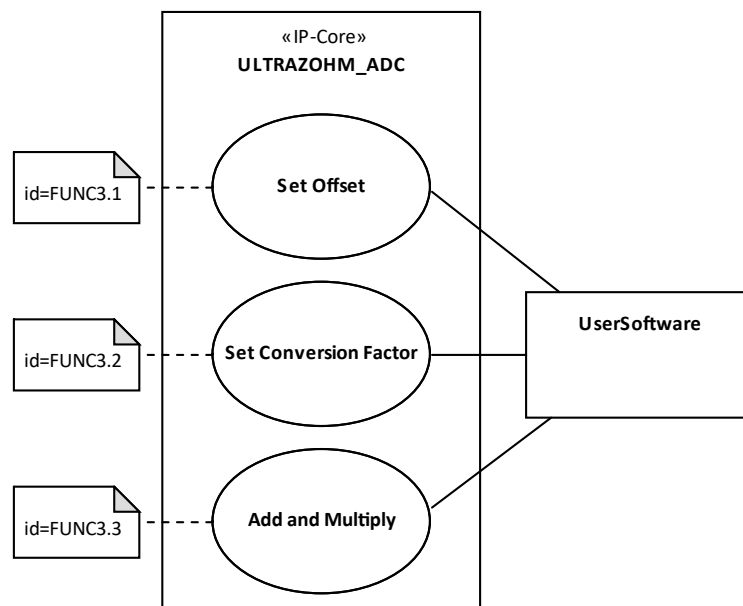 «IP-Core»
ULTRAZOHM_ADC
id=FUNC3.1
Set Offset
UserSoftware
id=FUNC3.2
Set Conversion Factor
id=FUNC3.3
Add and Multiply